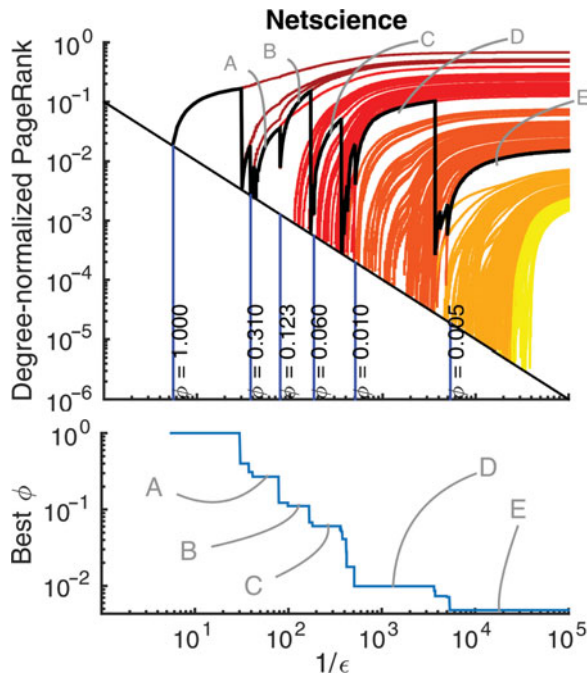 Netscience
Degree-normalized PageRank
10^0
10^-1
10^-2
10^-3
10^-4
10^-5
10^-6
A
B
C
D
E
ϕ = 1.000
ϕ = 0.310
ϕ = 0.123
ϕ = 0.060
ϕ = 0.010
ϕ = 0.005
Best ϕ
10^0
10^-1
10^-2
A
B
C
D
E
10^1
10^2
10^3
10^4
10^5
1/ϵ